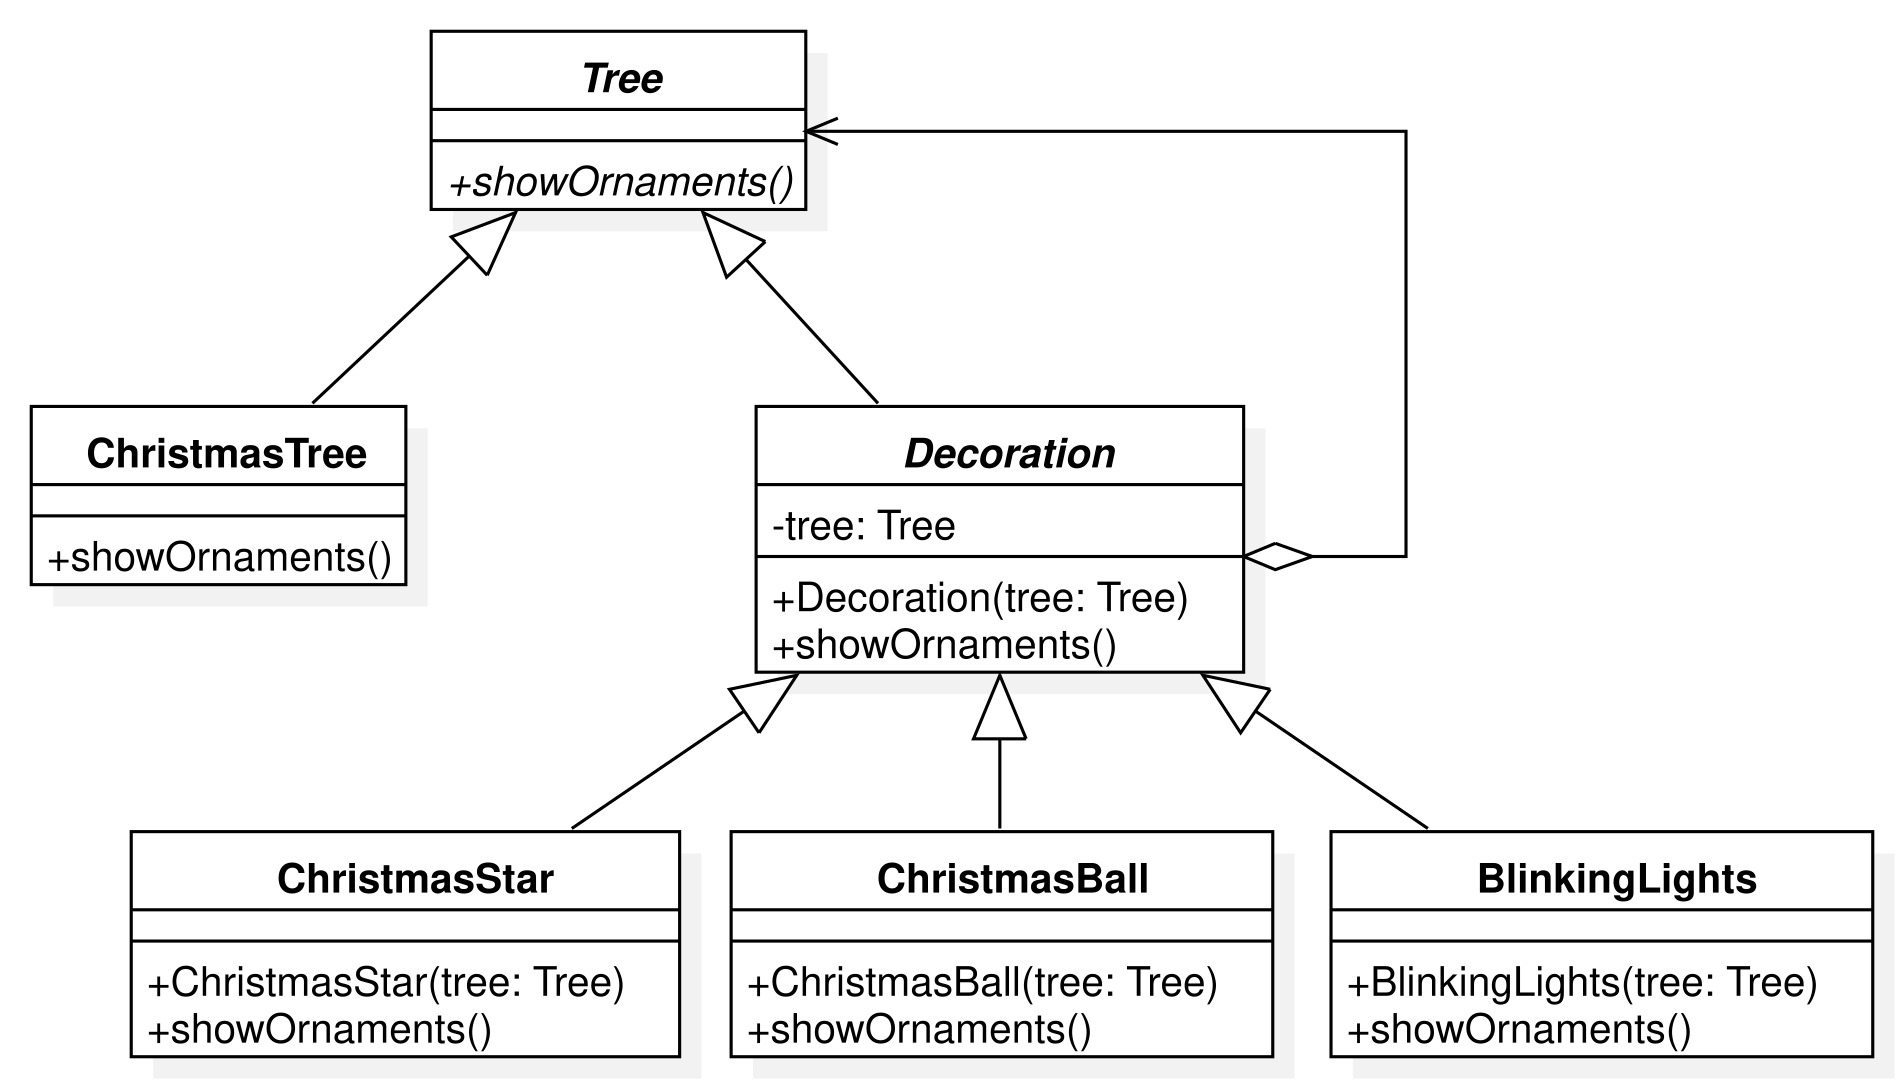 Tree
+showOrnaments()
ChristmasTree
+showOrnaments()
Decoration
-tree: Tree
+Decoration(tree: Tree)
+showOrnaments()
ChristmasStar
+ChristmasStar(tree: Tree)
+showOrnaments()
ChristmasBall
+ChristmasBall(tree: Tree)
+showOrnaments()
BlinkingLights
+BlinkingLights(tree: Tree)
+showOrnaments()